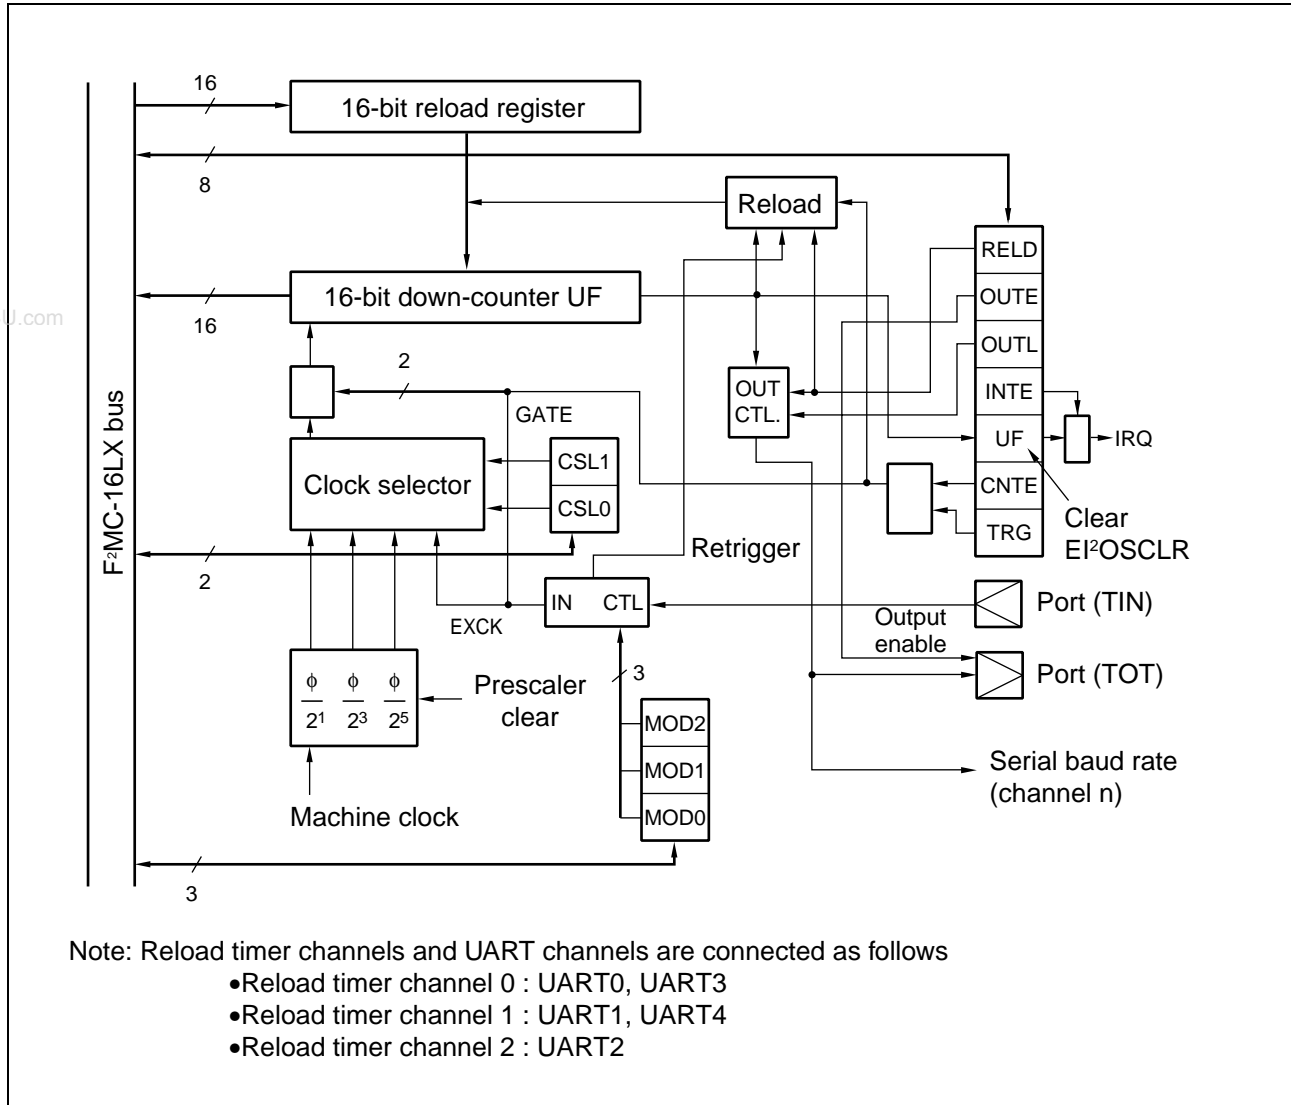 16
16-bit reload register
8
Reload
RELD
16-bit down-counter UF
OUTE
16
U.com
OUTL
2
OUT
CTL.
INTE
GATE
F²MC-16LX bus
UF
IRQ
CSL1
Clock selector
CSL0
CNTE
Clear
EI²OSCLR
TRG
2
Retrigger
IN CTL
Port (TIN)
EXCK
Output
enable
3
Port (TOT)
ϕ ϕ ϕ
2¹ 2³ 2⁵
Prescaler
clear
MOD2
MOD1
MOD0
Serial baud rate
(channel n)
Machine clock
3
Note: Reload timer channels and UART channels are connected as follows
•Reload timer channel 0 : UART0, UART3
•Reload timer channel 1 : UART1, UART4
•Reload timer channel 2 : UART2